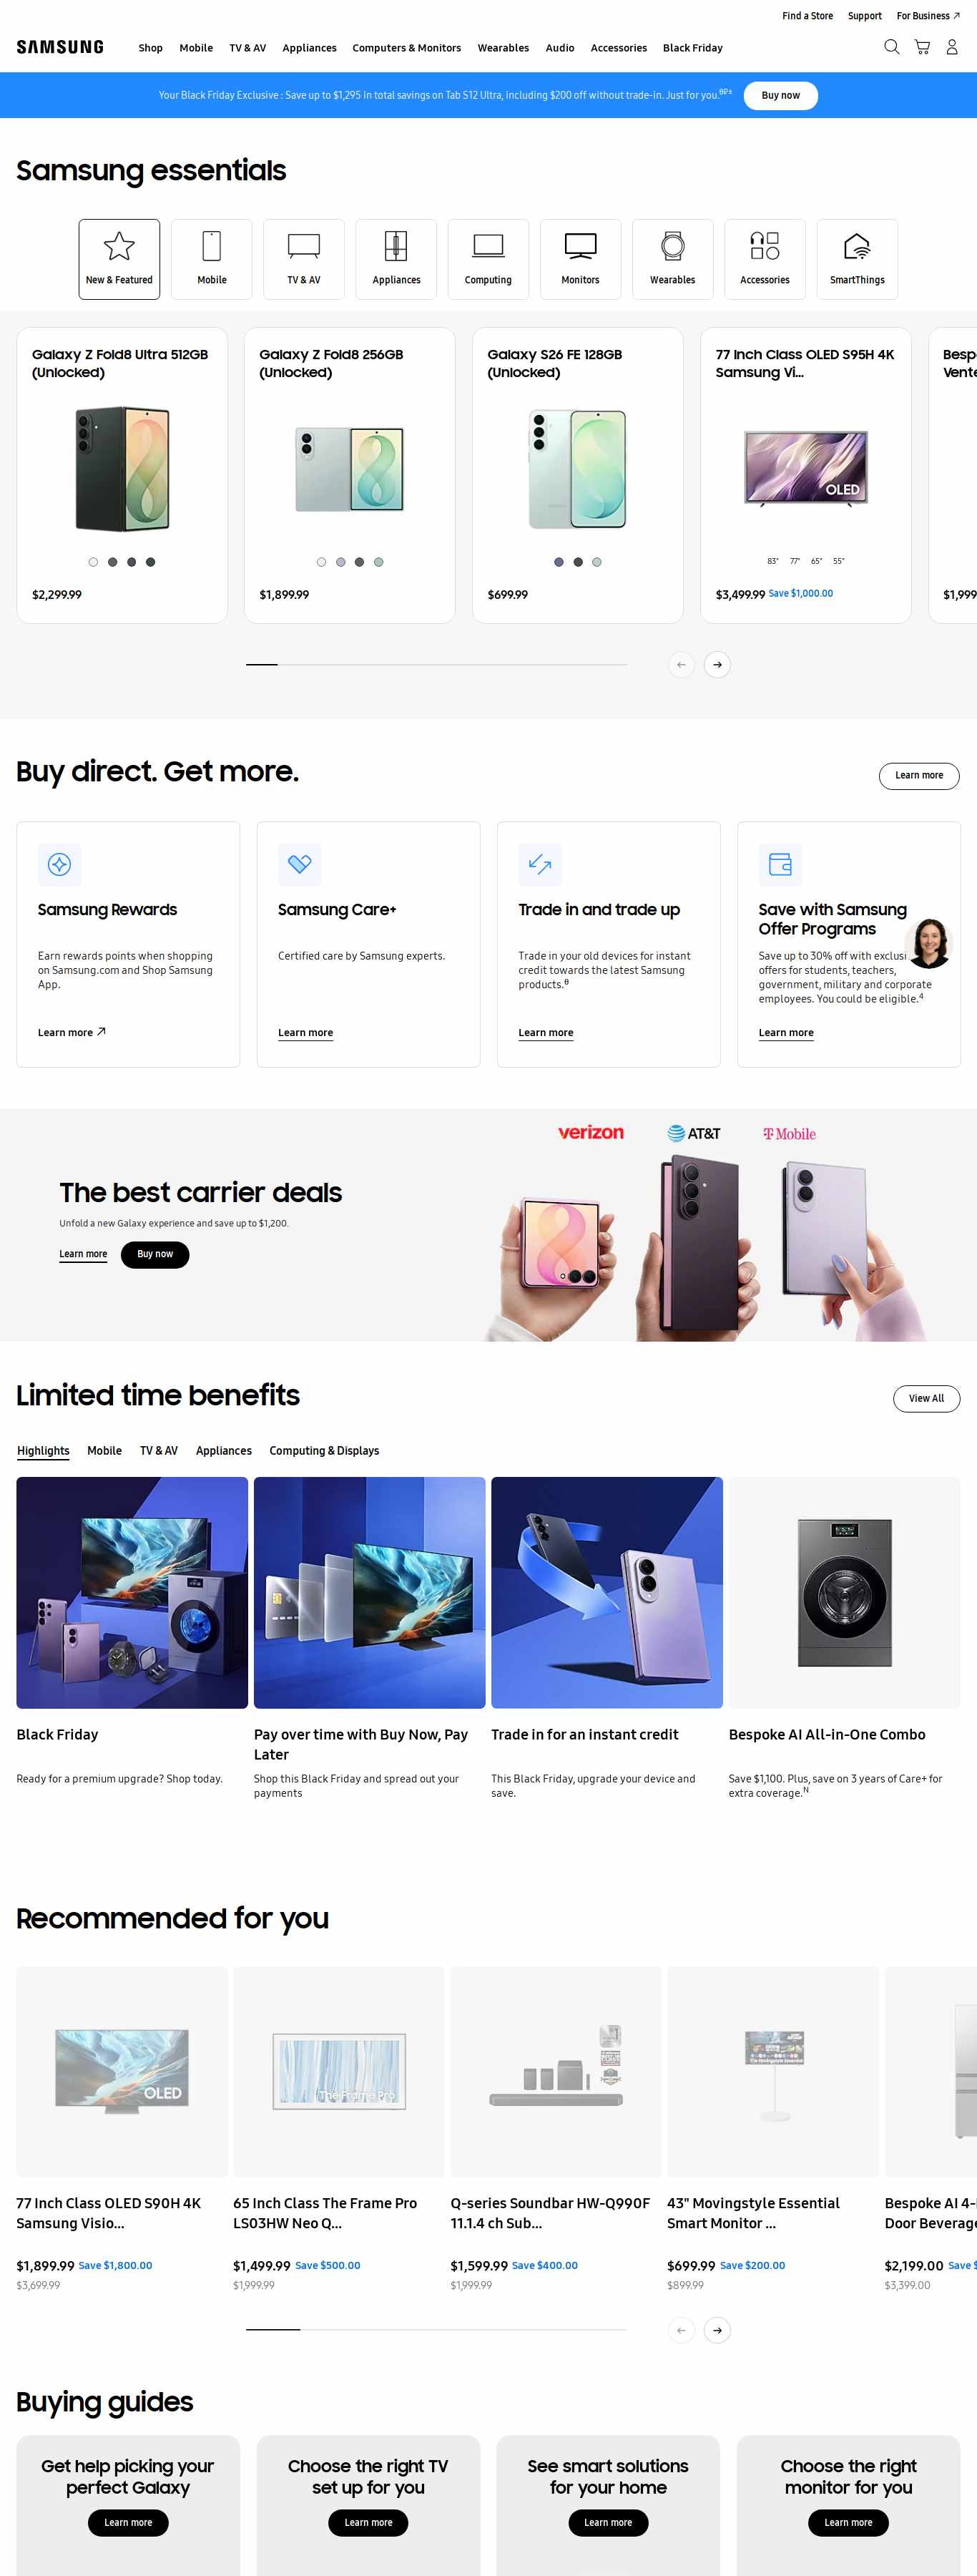 Find a Store Support For Business
SAMSUNG Shop Mobile TV & AV Appliances Computers & Monitors Wearables Audio Accessories Black Friday
Your Black Friday Exclusive : Save up to $1,295 in total savings on Tab S12 Ultra, including $200 off without trade-in. Just for you. Buy now
Samsung essentials
New & Featured Mobile TV & AV Appliances Computing Monitors Wearables Accessories SmartThings
Galaxy Z Fold8 Ultra 512GB
(Unlocked)
$2,299.99
Galaxy Z Fold8 256GB
(Unlocked)
$1,899.99
Galaxy S26 FE 128GB
(Unlocked)
$699.99
77 Inch Class OLED S95H 4K
Samsung Vi...
OLED
83" 77" 65" 55"
$3,499.99 Save $1,000.00
$1,999
Buy direct. Get more.
Learn more
Samsung Rewards
Earn rewards points when shopping
on Samsung.com and Shop Samsung
App.
Learn more
Samsung Care+
Certified care by Samsung experts.
Learn more
Trade in and trade up
Trade in your old devices for instant
credit towards the latest Samsung
products.θ
Learn more
Save with Samsung
Offer Programs
Save up to 30% off with
offers for students, teachers,
government, military and corporate
employees. You could be eligible.4
Learn more
verizon AT&T T Mobile
The best carrier deals
Unfold a new Galaxy experience and save up to $1,200.
Learn more Buy now
Limited time benefits
View All
Highlights Mobile TV & AV Appliances Computing & Displays
Black Friday
Ready for a premium upgrade? Shop today.
Pay over time with Buy Now, Pay
Later
Shop this Black Friday and spread out your
payments
Trade in for an instant credit
This Black Friday, upgrade your device and
save.
Bespoke AI All-in-One Combo
Save $1,100. Plus, save on 3 years of Care+ for
extra coverage.N
Recommended for you
OLED
77 Inch Class OLED S90H 4K
Samsung Visio...
$1,899.99 Save $1,800.00
$3,699.99
The Frame Pro
65 Inch Class The Frame Pro
LS03HW Neo Q...
$1,499.99 Save $500.00
$1,999.99
Q-series Soundbar HW-Q990F
11.1.4 ch Sub...
$1,599.99 Save $400.00
$1,999.99
43" Movingstyle Essential
Smart Monitor ...
$699.99 Save $200.00
$899.99
Bespoke AI 4-
Door Beverage
$2,199.00 Save
$3,399.00
Buying guides
Get help picking your
perfect Galaxy
Learn more
Choose the right TV
set up for you
Learn more
See smart solutions
for your home
Learn more
Choose the right
monitor for you
Learn more